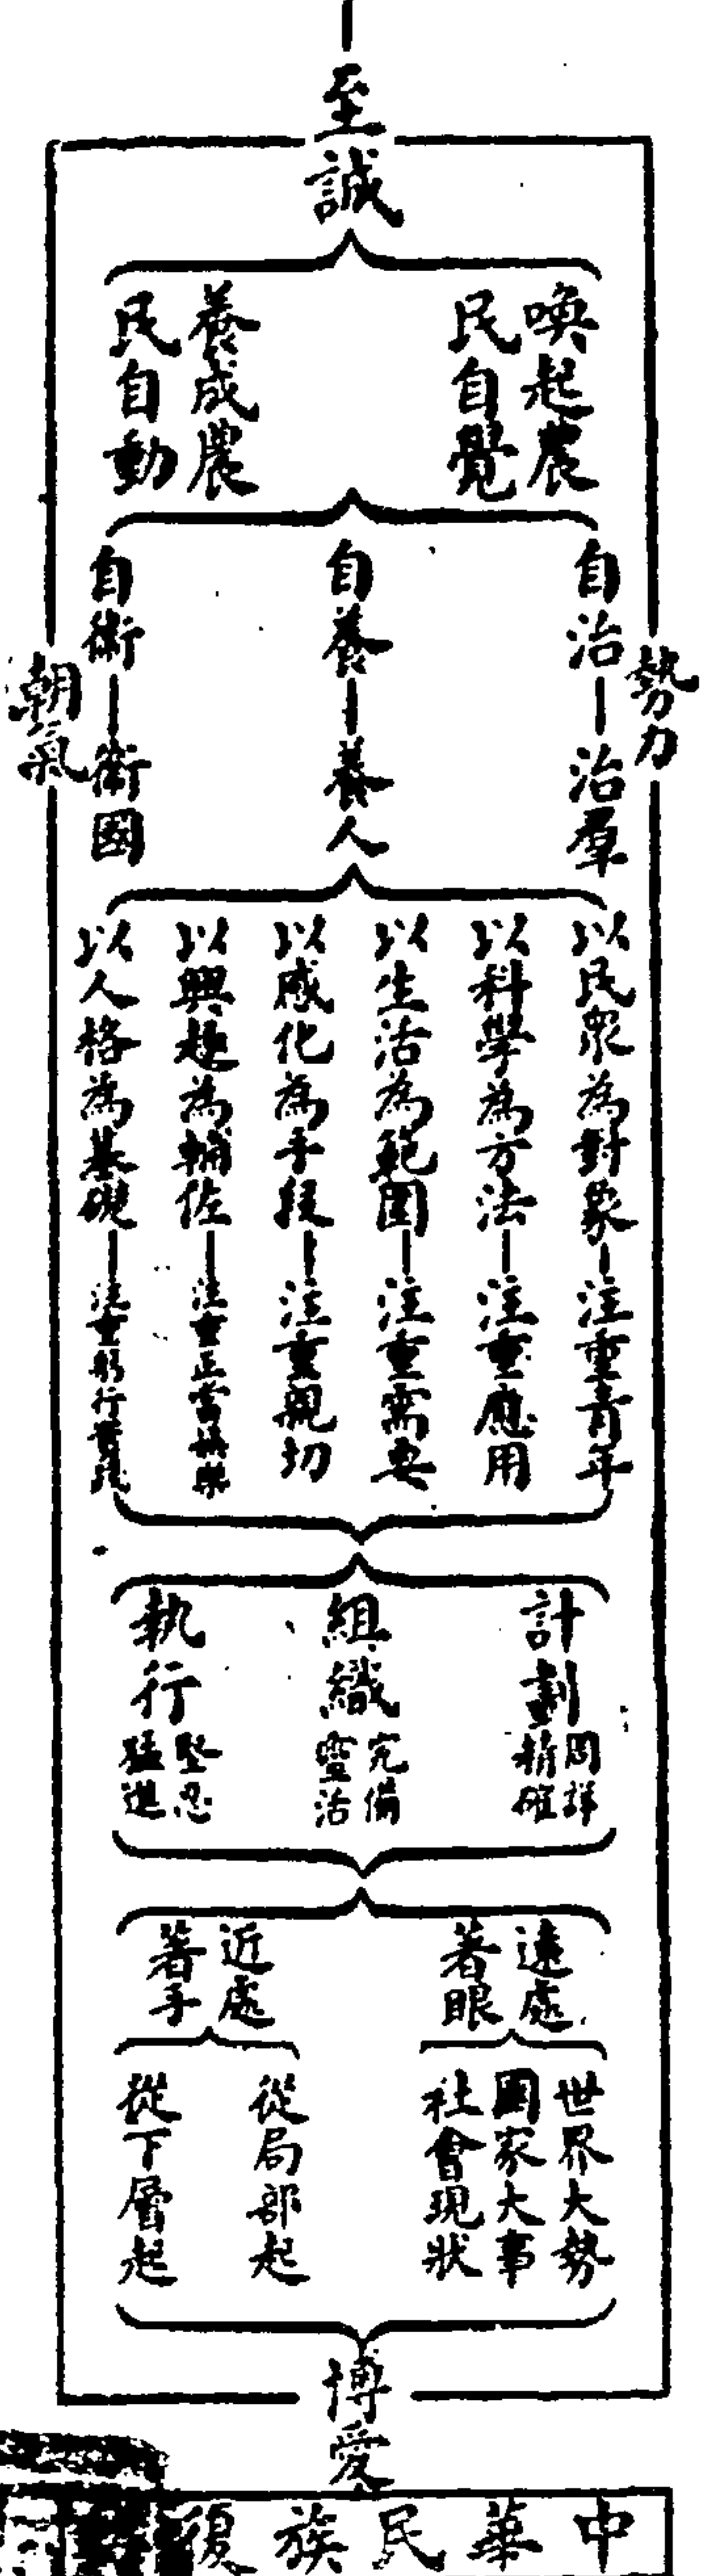 至誠
喚起農
民自覺
養成農
民自動
自治—治羣
自養—養人
自衛—衛國
勢力
朝氣
以民衆為對象—注重青年
以科學為方法—注重應用
以生活為範圍—注重需要
以感化為手段—注重親切
以興趣為輔佐—注重正當娛樂
以人格為基礎—注重躬行實踐
計劃
周詳
精確
組織
完備
靈活
執行
堅忍
猛進
遠處
著眼
近處
著手
世界大勢
國家大事
社會現狀
從局部起
從下層起
博愛
中華民族復